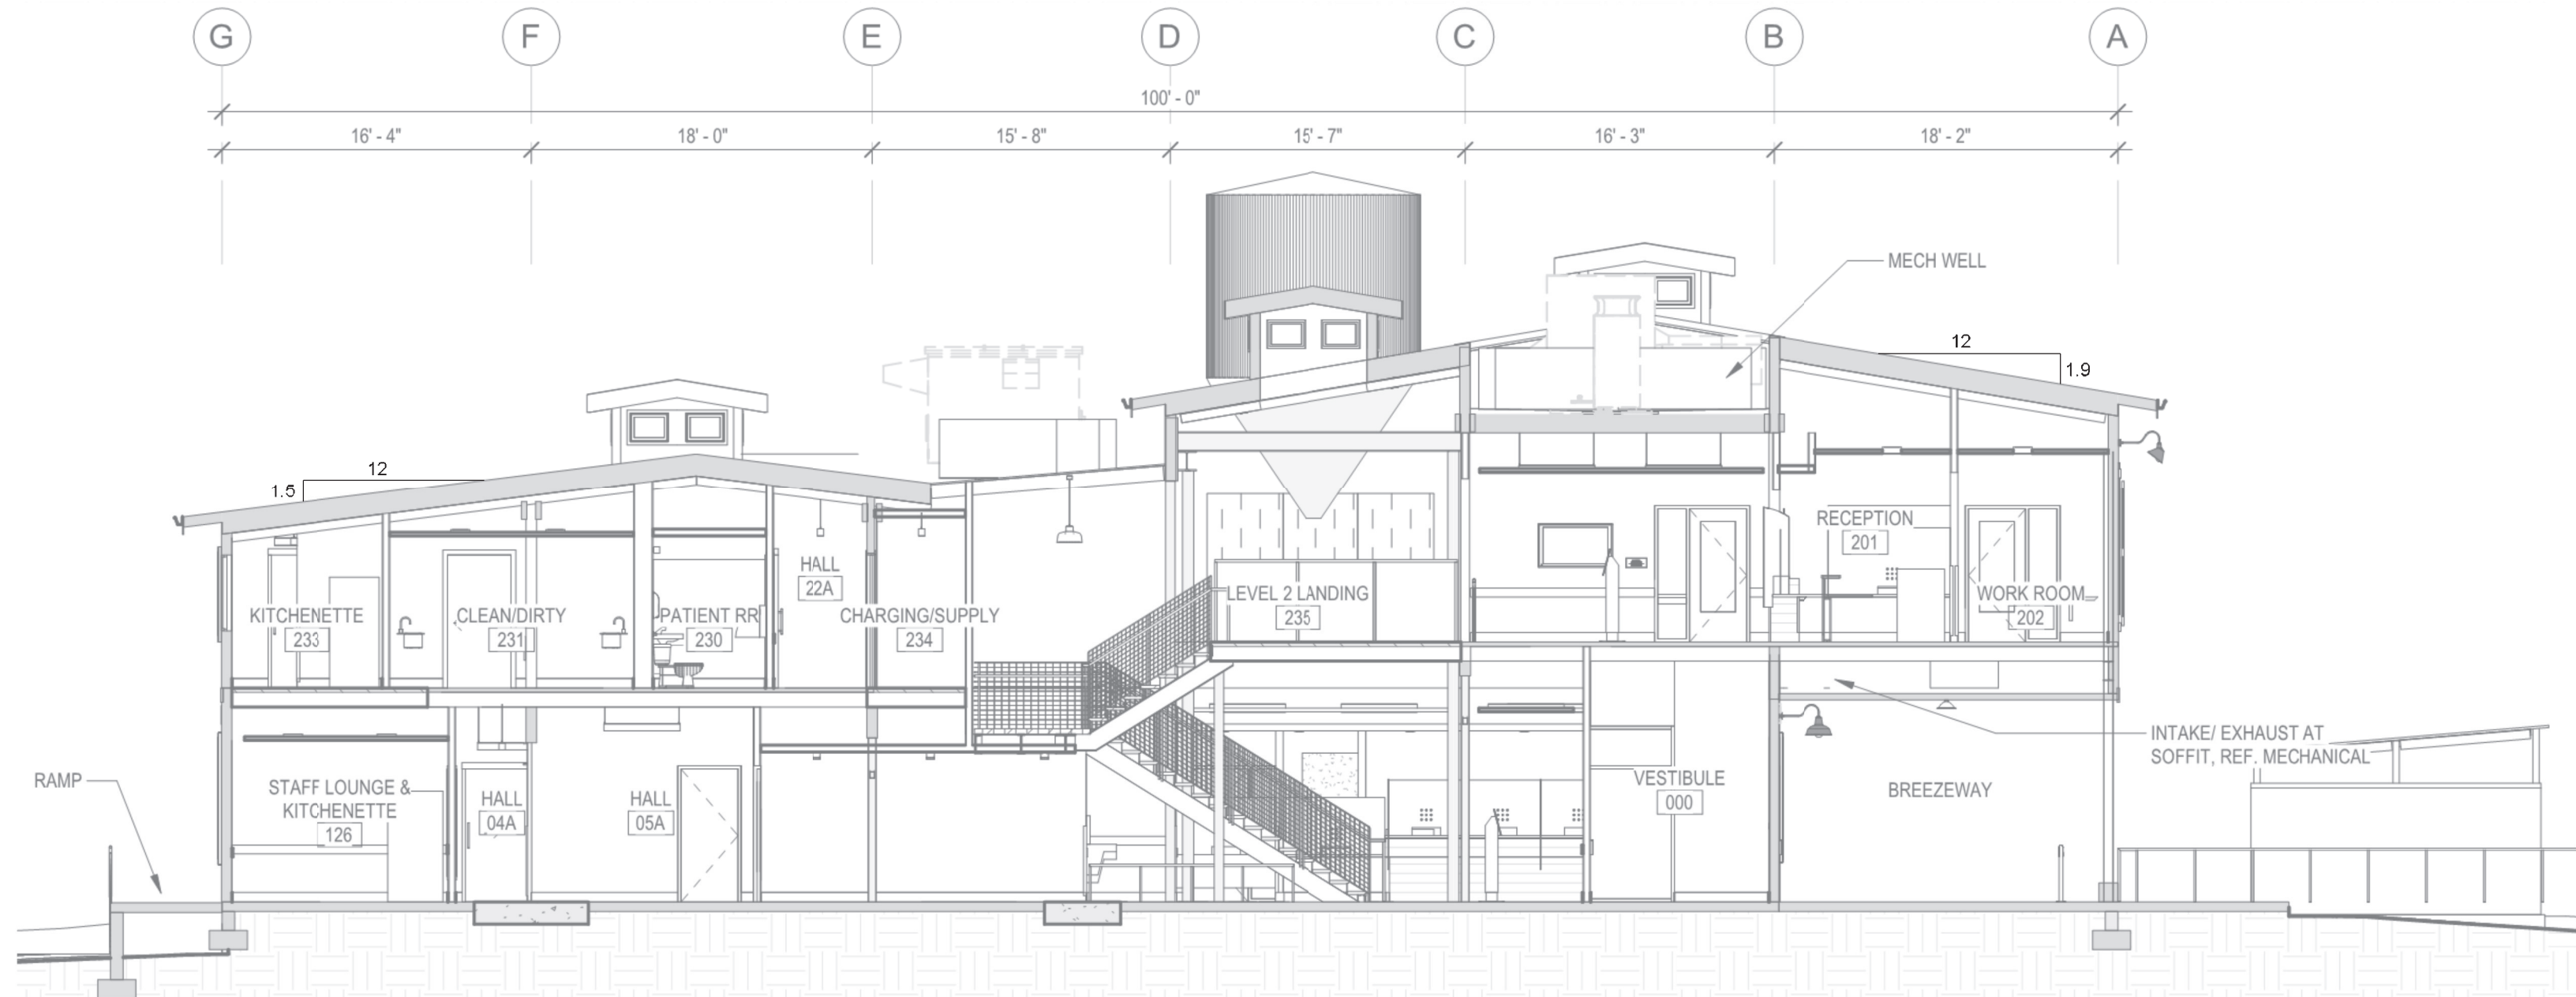 G
F
E
D
C
B
A
100' - 0"
16' - 4"
18' - 0"
15' - 8"
15' - 7"
16' - 3"
18' - 2"
MECH WELL
12
1.9
12
1.5
HALL
22A
RECEPTION
201
KITCHENETTE
233
CLEAN/DIRTY
231
PATIENT RR
230
CHARGING/SUPPLY
234
LEVEL 2 LANDING
235
WORK ROOM
202
INTAKE/ EXHAUST AT
SOFFIT, REF. MECHANICAL
RAMP
STAFF LOUNGE &
KITCHENETTE
126
HALL
04A
HALL
05A
VESTIBULE
000
BREEZEWAY